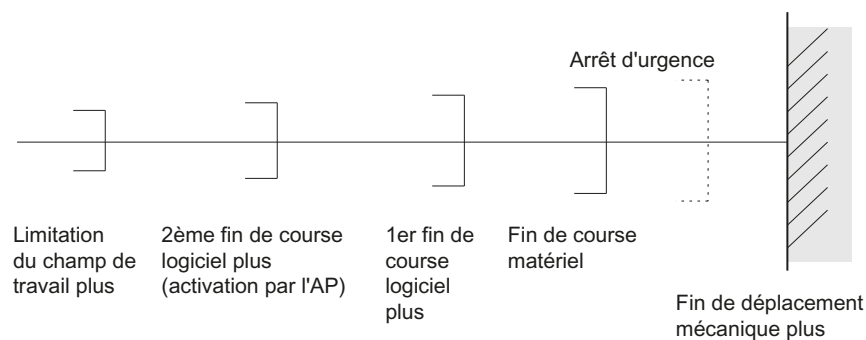 Arrêt d'urgence
Limitation
du champ de
travail plus
2ème fin de course
logiciel plus
(activation par l'AP)
1er fin de
course
logiciel
plus
Fin de course
matériel
Fin de déplacement
mécanique plus